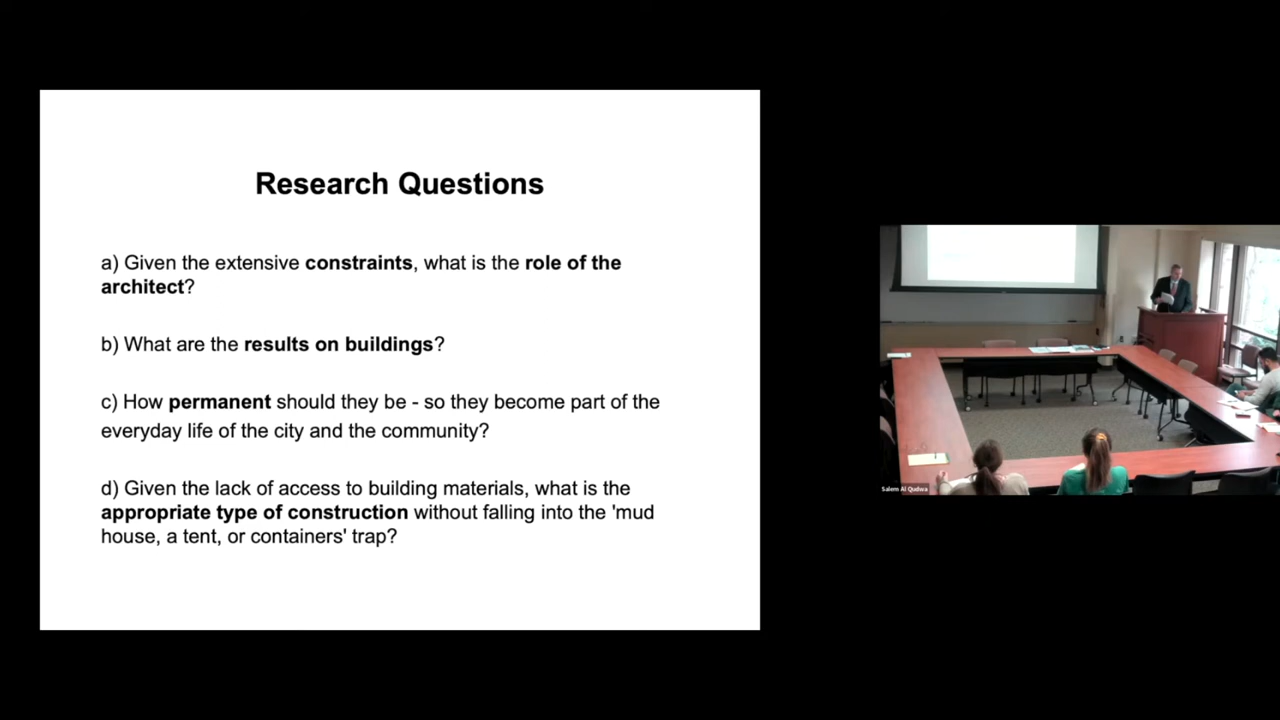 Research Questions
a) Given the extensive constraints, what is the role of the
architect?
b) What are the results on buildings?
c) How permanent should they be - so they become part of the
everyday life of the city and the community?
d) Given the lack of access to building materials, what is the
appropriate type of construction without falling into the 'mud
house, a tent, or containers' trap?
Salem Al Qudwa